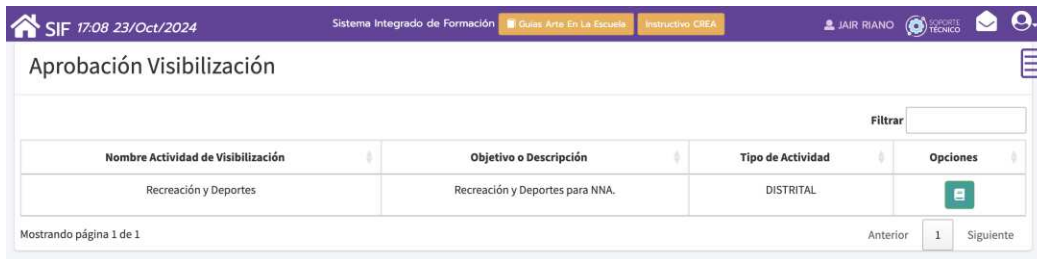 SIF 17:08 23/Oct/2024
Sistema Integrado de Formación
Guias Arte En La Escuela
Instructivo CREA
JAIR RIANO
SOPORTE
TÉCNICO
Aprobación Visibilización
Filtrar
Nombre Actividad de Visibilización Objetivo o Descripción Tipo de Actividad Opciones
Recreación y Deportes Recreación y Deportes para NNA. DISTRITAL
Mostrando página 1 de 1
Anterior 1 Siguiente